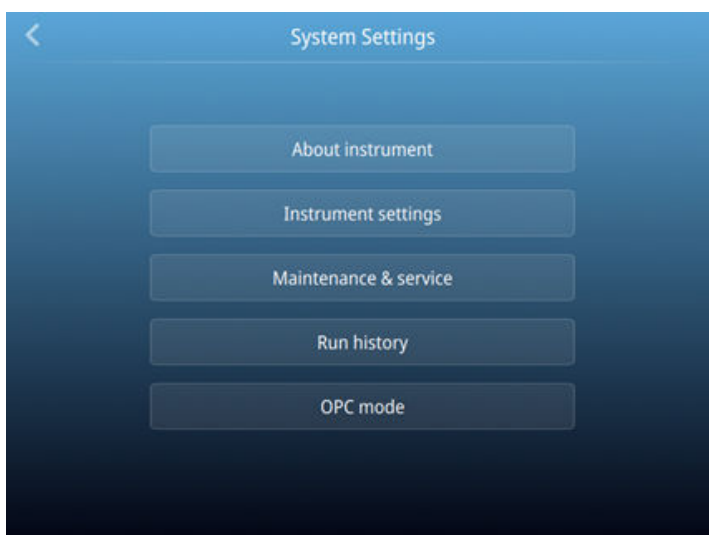 System Settings
About instrument
Instrument settings
Maintenance & service
Run history
OPC mode